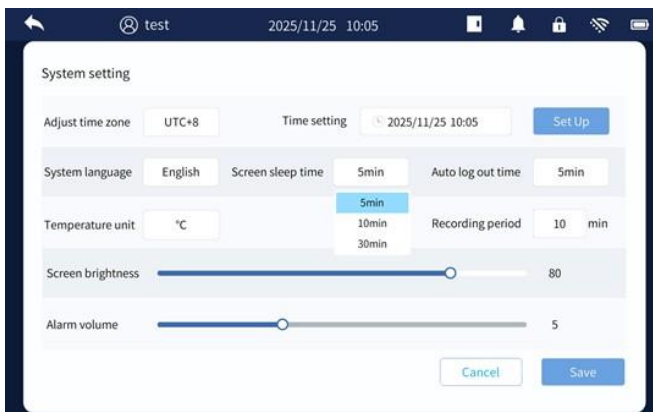 test 2025/11/25 10:05
System setting
Adjust time zone UTC+8 Time setting 2025/11/25 10:05 Set Up
System language English Screen sleep time 5min Auto log out time 5min
5min
Temperature unit °C 10min Recording period 10 min
30min
Screen brightness 80
Alarm volume 5
Cancel Save